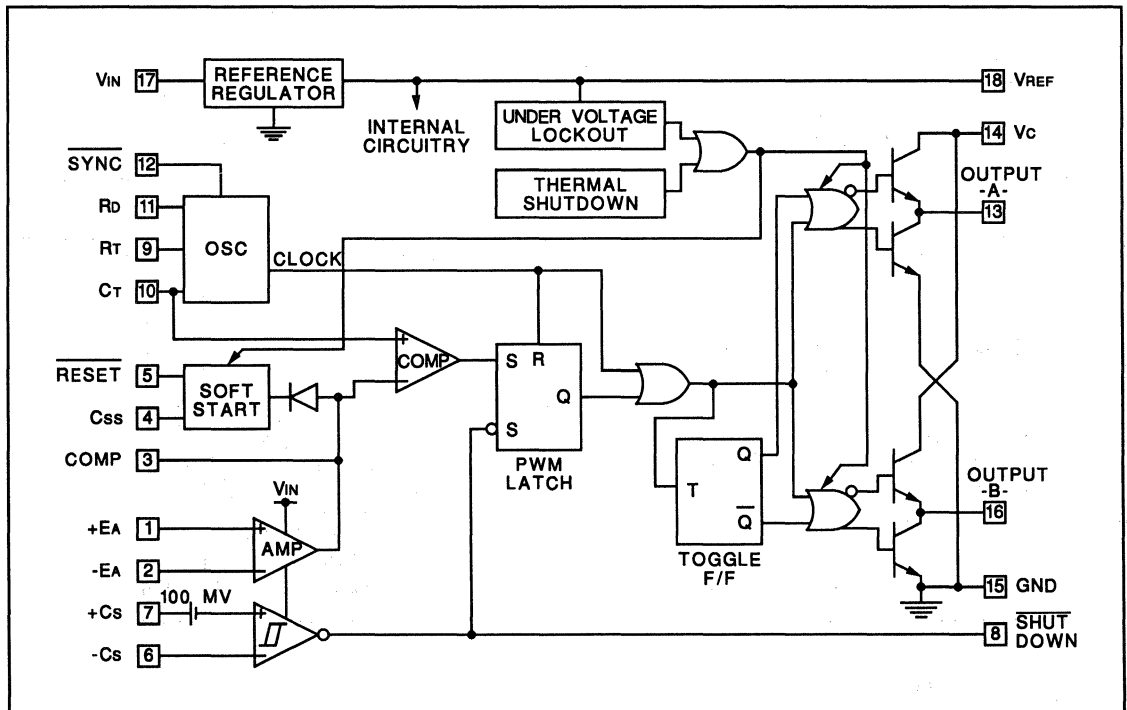 VIN 17
REFERENCE
REGULATOR
18 VREF
INTERNAL
CIRCUITRY
UNDER VOLTAGE
LOCKOUT
14 VC
SYNC 12
THERMAL
SHUTDOWN
OUTPUT
-A-
13
RD 11
OSC
RT 9
CLOCK
CT 10
COMP
S R
RESET 5
SOFT
START
Q
CSS 4
S
COMP 3
PWM
LATCH
Q
T
OUTPUT
-B-
16
VIN
+EA 1
AMP
Q
-EA 2
TOGGLE
F/F
15 GND
+CS 7
100 MV
-CS 6
8 SHUT
DOWN